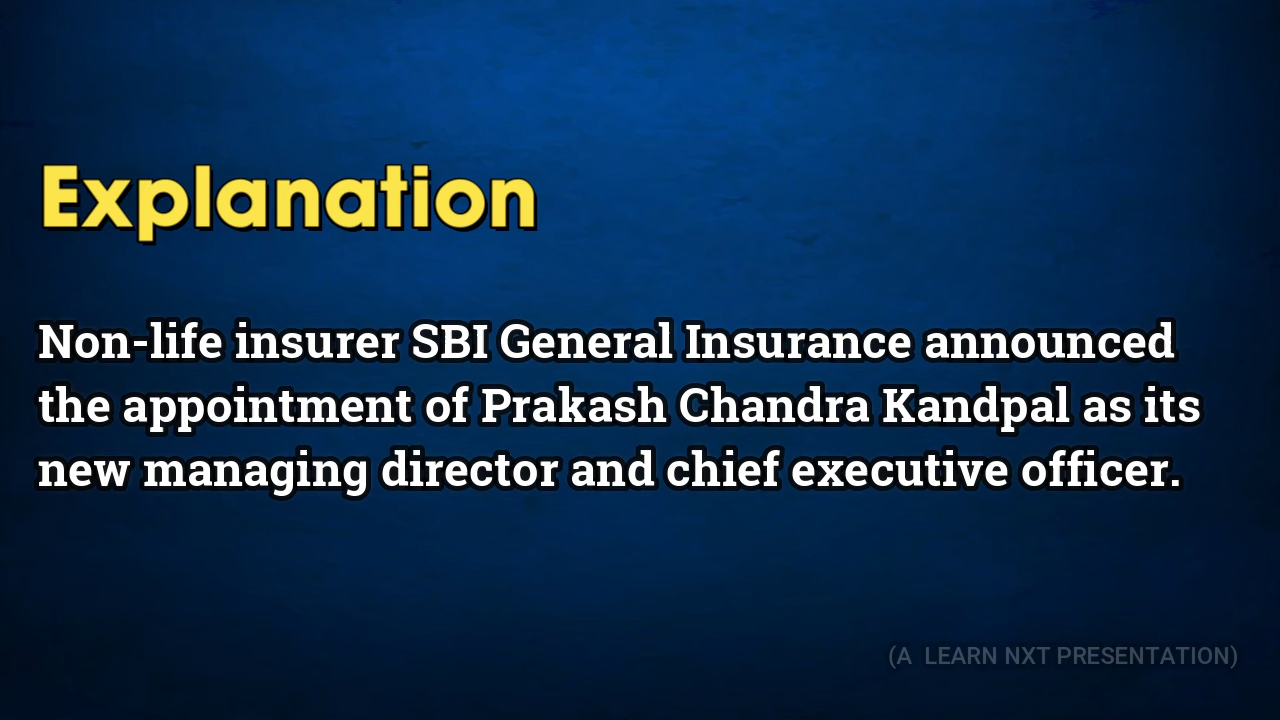 Explanation
Non-life insurer SBI General Insurance announced
the appointment of Prakash Chandra Kandpal as its
new managing director and chief executive officer.
(A LEARN NXT PRESENTATION)